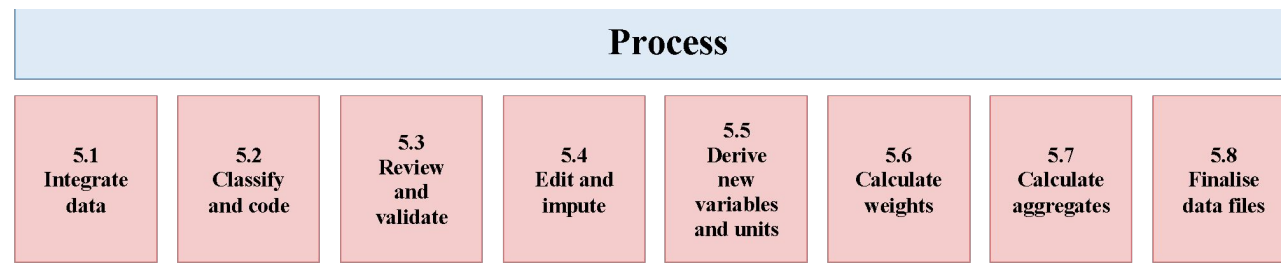 Process
5.1
Integrate
data
5.2
Classify
and code
5.3
Review
and
validate
5.4
Edit and
impute
5.5
Derive
new
variables
and units
5.6
Calculate
weights
5.7
Calculate
aggregates
5.8
Finalise
data files